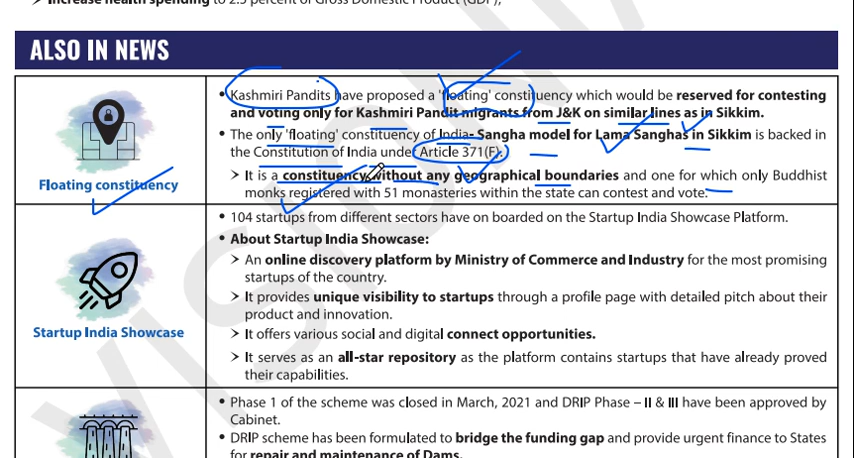 ➢ Increase health spending to 2.5 percent of Gross Domestic Product (GDP),
ALSO IN NEWS
• Kashmiri Pandits have proposed a 'floating' constituency which would be reserved for contesting
and voting only for Kashmiri Pandit migrants from J&K on similar lines as in Sikkim.
• The only 'floating' constituency of India- Sangha model for Lama Sanghas in Sikkim is backed in
the Constitution of India under Article 371(F).
➢ It is a constituency without any geographical boundaries and one for which only Buddhist
monks registered with 51 monasteries within the state can contest and vote.
Floating constituency
• 104 startups from different sectors have on boarded on the Startup India Showcase Platform.
• About Startup India Showcase:
➢ An online discovery platform by Ministry of Commerce and Industry for the most promising
startups of the country.
➢ It provides unique visibility to startups through a profile page with detailed pitch about their
product and innovation.
➢ It offers various social and digital connect opportunities.
➢ It serves as an all-star repository as the platform contains startups that have already proved
their capabilities.
Startup India Showcase
• Phase 1 of the scheme was closed in March, 2021 and DRIP Phase – II & III have been approved by
Cabinet.
• DRIP scheme has been formulated to bridge the funding gap and provide urgent finance to States
for repair and maintenance of Dams.